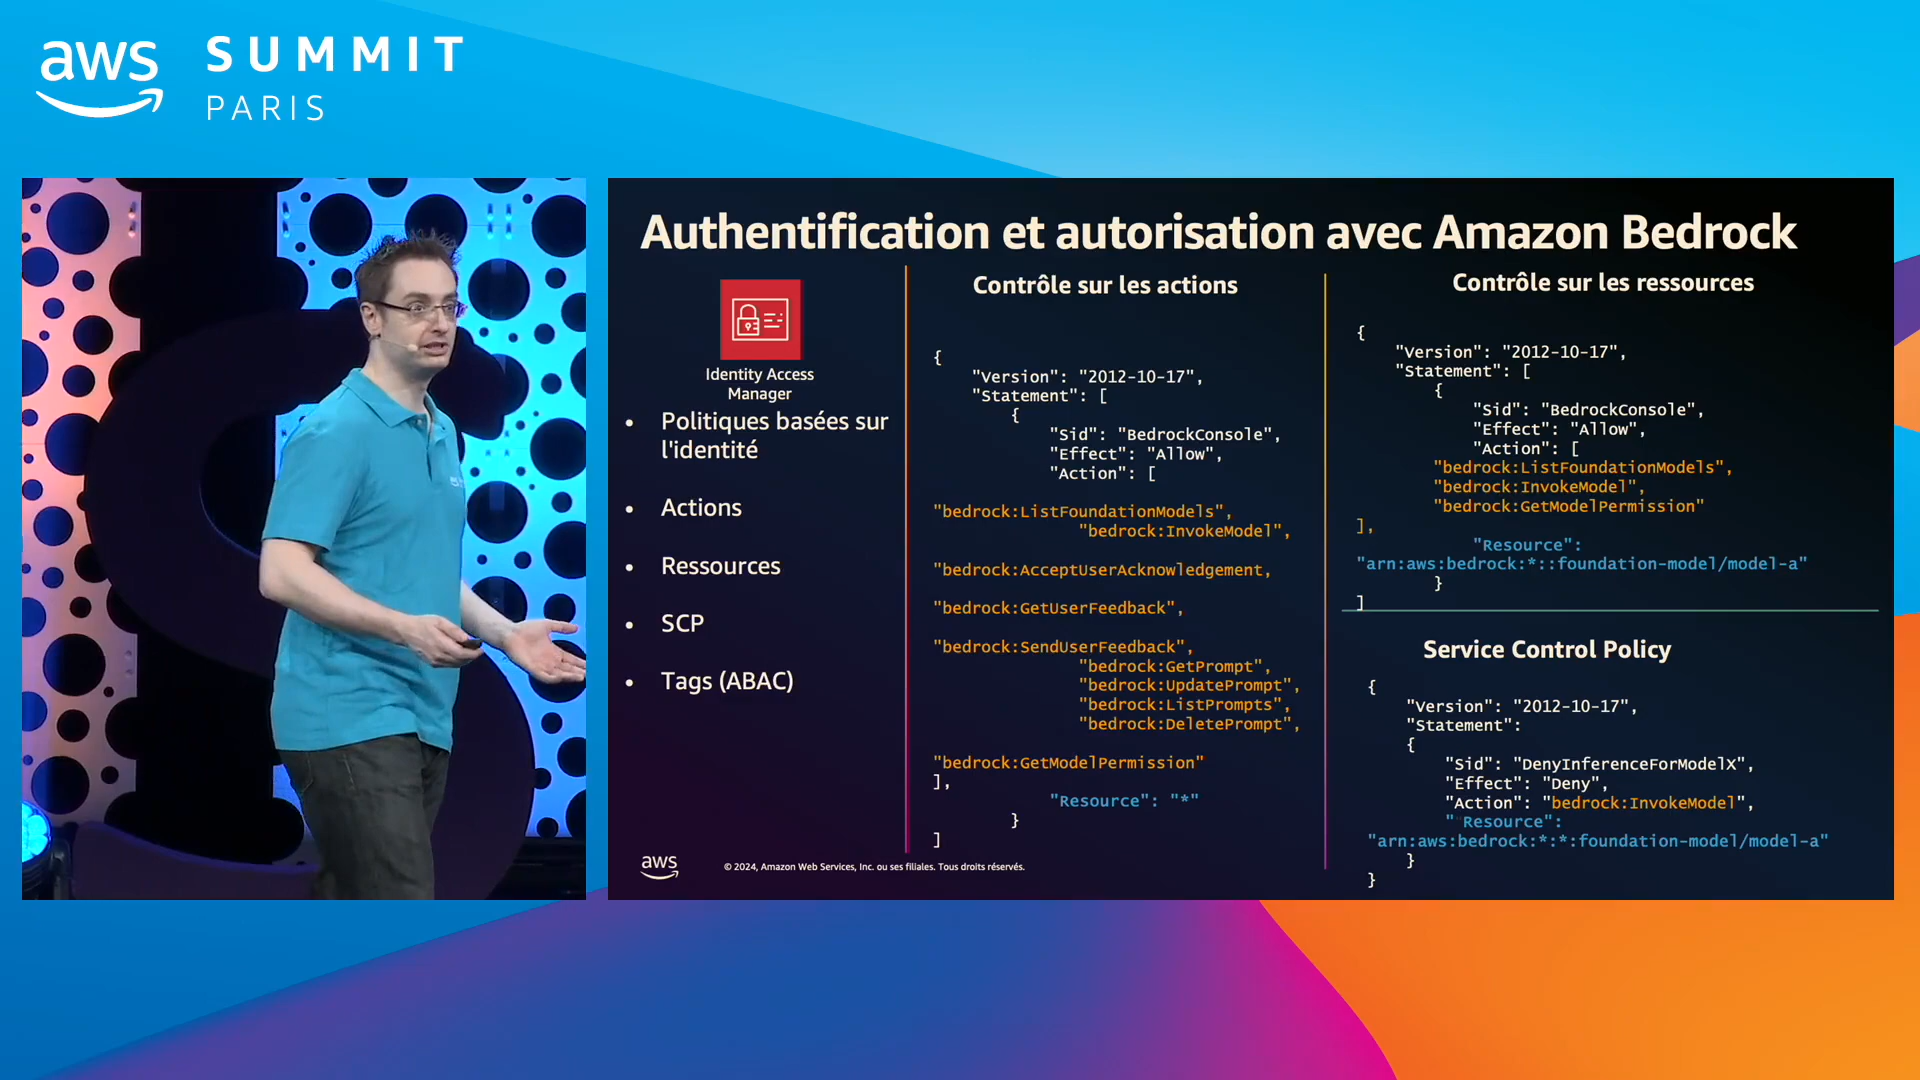 aws SUMMIT
PARIS
Authentification et autorisation avec Amazon Bedrock
Identity Access
Manager
• Politiques basées sur
l'identité
• Actions
• Ressources
• SCP
• Tags (ABAC)
Contrôle sur les actions
{
"Version": "2012-10-17",
"Statement": [
{
"Sid": "BedrockConsole",
"Effect": "Allow",
"Action": [
"bedrock:ListFoundationModels",
"bedrock:InvokeModel",
"bedrock:AcceptUserAcknowledgement,
"bedrock:GetUserFeedback",
"bedrock:SendUserFeedback",
"bedrock:GetPrompt",
"bedrock:UpdatePrompt",
"bedrock:ListPrompts",
"bedrock:DeletePrompt",
"bedrock:GetModelPermission"
],
"Resource": "*"
}
]
Contrôle sur les ressources
{
"Version": "2012-10-17",
"Statement": [
{
"Sid": "BedrockConsole",
"Effect": "Allow",
"Action": [
"bedrock:ListFoundationModels",
"bedrock:InvokeModel",
"bedrock:GetModelPermission"
],
"Resource":
"arn:aws:bedrock:*::foundation-model/model-a"
}
]
Service Control Policy
{
"Version": "2012-10-17",
"Statement":
{
"Sid": "DenyInferenceForModelX",
"Effect": "Deny",
"Action": "bedrock:InvokeModel",
" Resource":
"arn:aws:bedrock:*:*:foundation-model/model-a"
}
}
aws
© 2024, Amazon Web Services, Inc. ou ses filiales. Tous droits réservés.